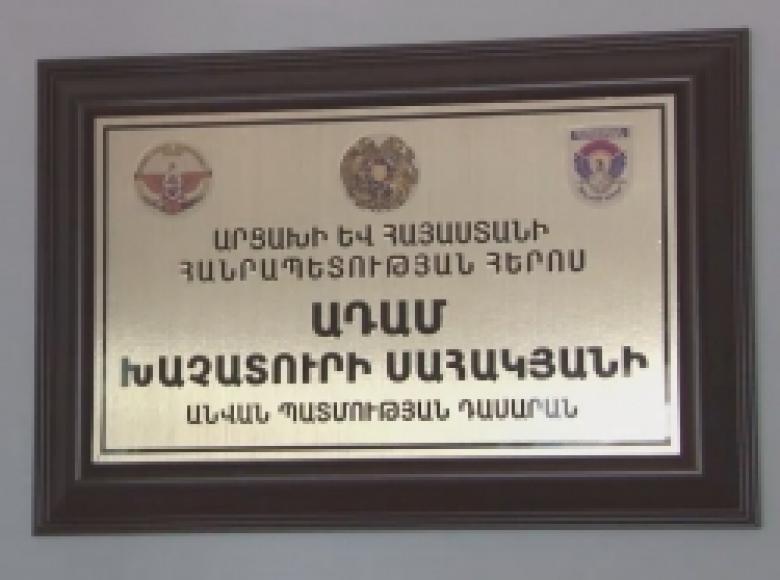 ԱՐՑԱԽԻ ԵՎ ՀԱՅԱՍՏԱՆԻ
ՀԱՆՐԱՊԵՏՈՒԹՅԱՆ ՀԵՐՈՍ
ԱԴԱՄ
ԽԱՉԱՏՈՒՐԻ ՍԱՀԱԿՅԱՆԻ
ԱՆՎԱՆ ՊԱՏՄՈՒԹՅԱՆ ԴԱՍԱՐԱՆ